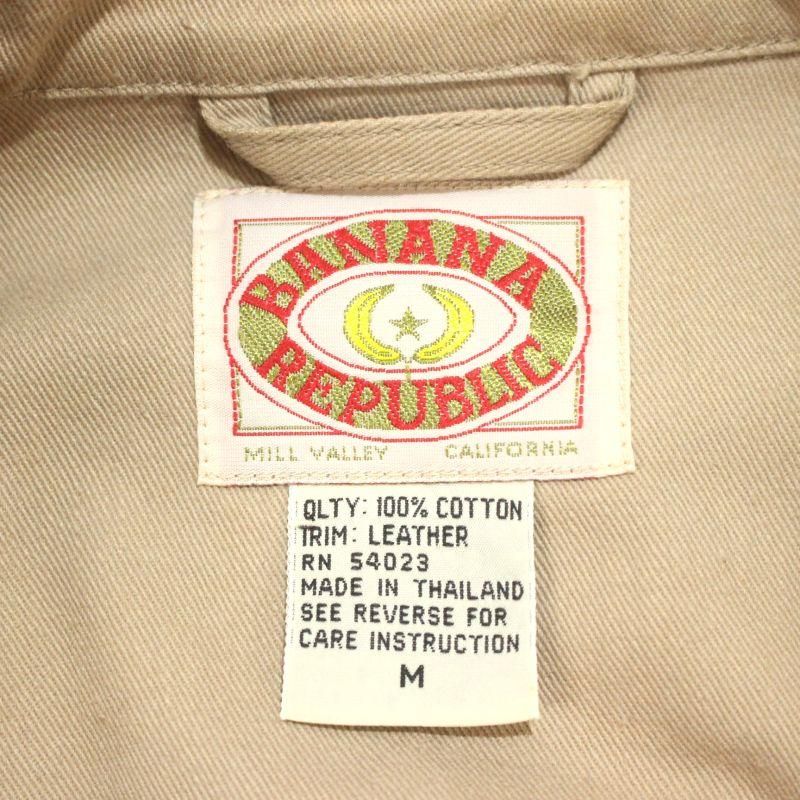 BANANA
REPUBLIC
MILL VALLEY CALIFORNIA
QLTY: 100% COTTON
TRIM: LEATHER
RN 54023
MADE IN THAILAND
SEE REVERSE FOR
CARE INSTRUCTION
M